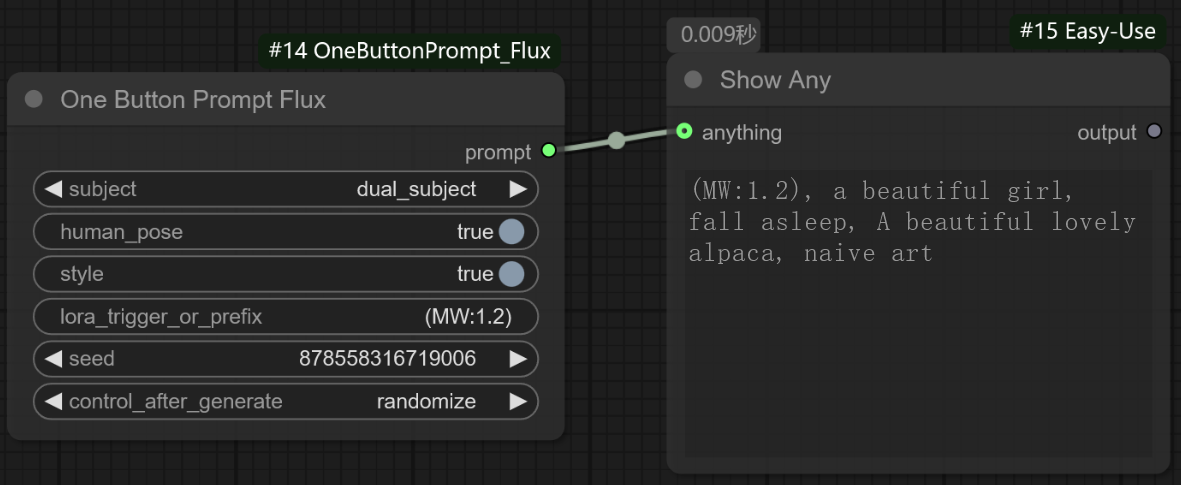 #14 OneButtonPrompt_Flux
One Button Prompt Flux
prompt
subject dual_subject
human_pose true
style true
lora_trigger_or_prefix (MW:1.2)
seed 878558316719006
control_after_generate randomize
0.009秒
#15 Easy-Use
Show Any
anything output
(MW:1.2), a beautiful girl,
fall asleep, A beautiful lovely
alpaca, naive art